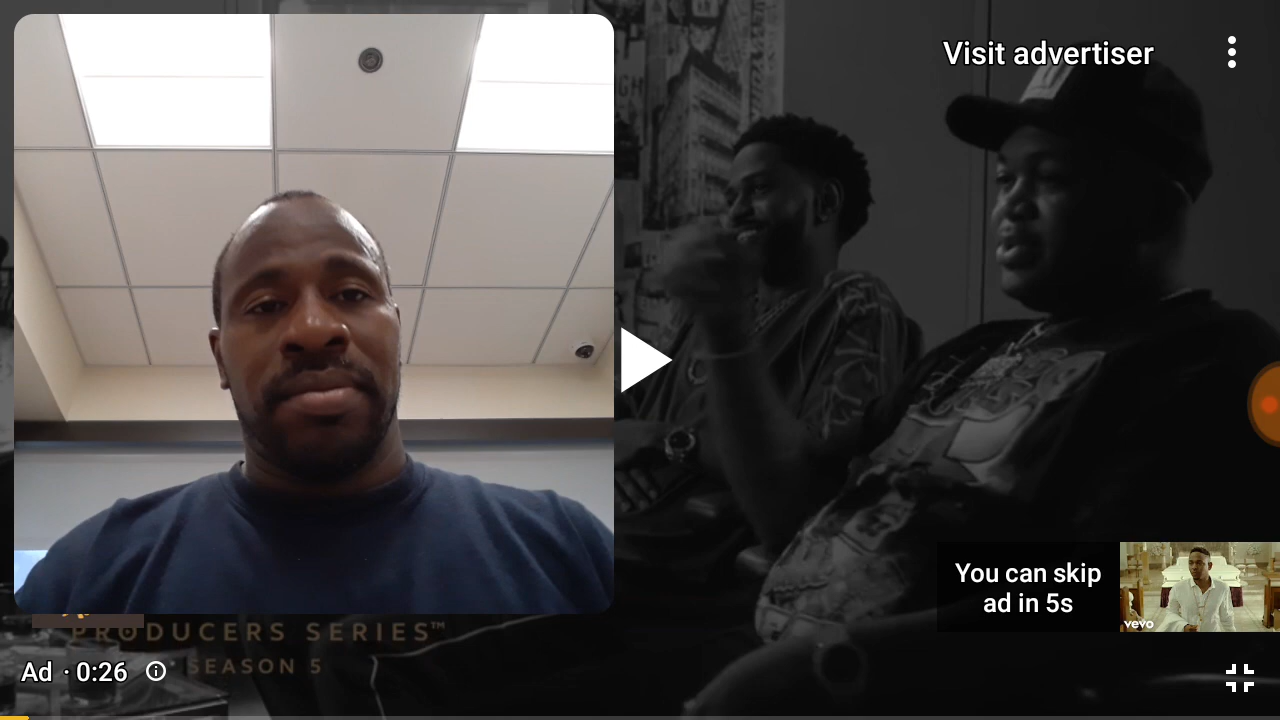 Visit advertiser
You can skip
ad in 5s
vevo
PRODUCERS SERIES™
SEASON 5
Ad · 0:26